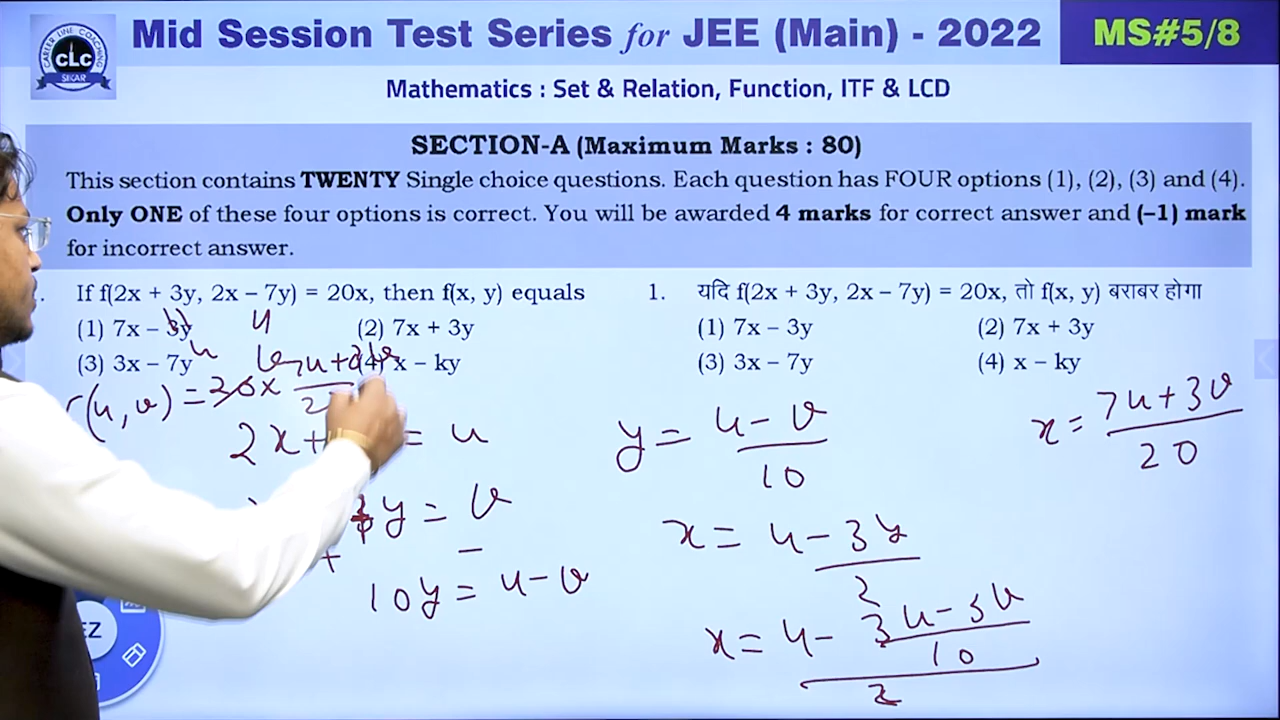 Mid Session Test Series for JEE (Main) - 2022
MS#5/8
CAREER LINE COACHING
CLC
SIKAR
Mathematics : Set & Relation, Function, ITF & LCD
SECTION-A (Maximum Marks : 80)
This section contains TWENTY Single choice questions. Each question has FOUR options (1), (2), (3) and (4).
Only ONE of these four options is correct. You will be awarded 4 marks for correct answer and (–1) mark
for incorrect answer.
If f(2x + 3y, 2x – 7y) = 20x, then f(x, y) equals
(1) 7x – 3y
(2) 7x + 3y
(3) 3x – 7y
(4) x – ky
1. यदि f(2x + 3y, 2x – 7y) = 20x, तो f(x, y) बराबर होगा
(1) 7x – 3y
(2) 7x + 3y
(3) 3x – 7y
(4) x – ky
u
(u, v) = 20x
= u
y = v
10y = u – v
y = u – v / 10
x = u – 3y / 2
x = u – 3u – 3v / 10 / 2
x = 7u + 3v / 20
EZ